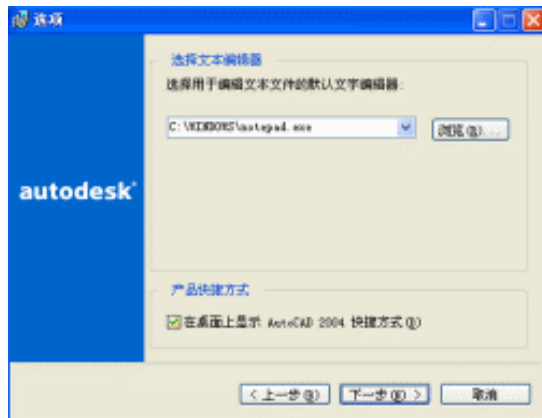 选项
选择文本编辑器
选择用于编辑文本文件的默认文字编辑器:
C:\WINDOWS\notepad.exe
浏览(R)...
autodesk
产品快捷方式
在桌面上显示 AutoCAD 2004 快捷方式(D)
<上一步(B)
下一步(N)>
取消